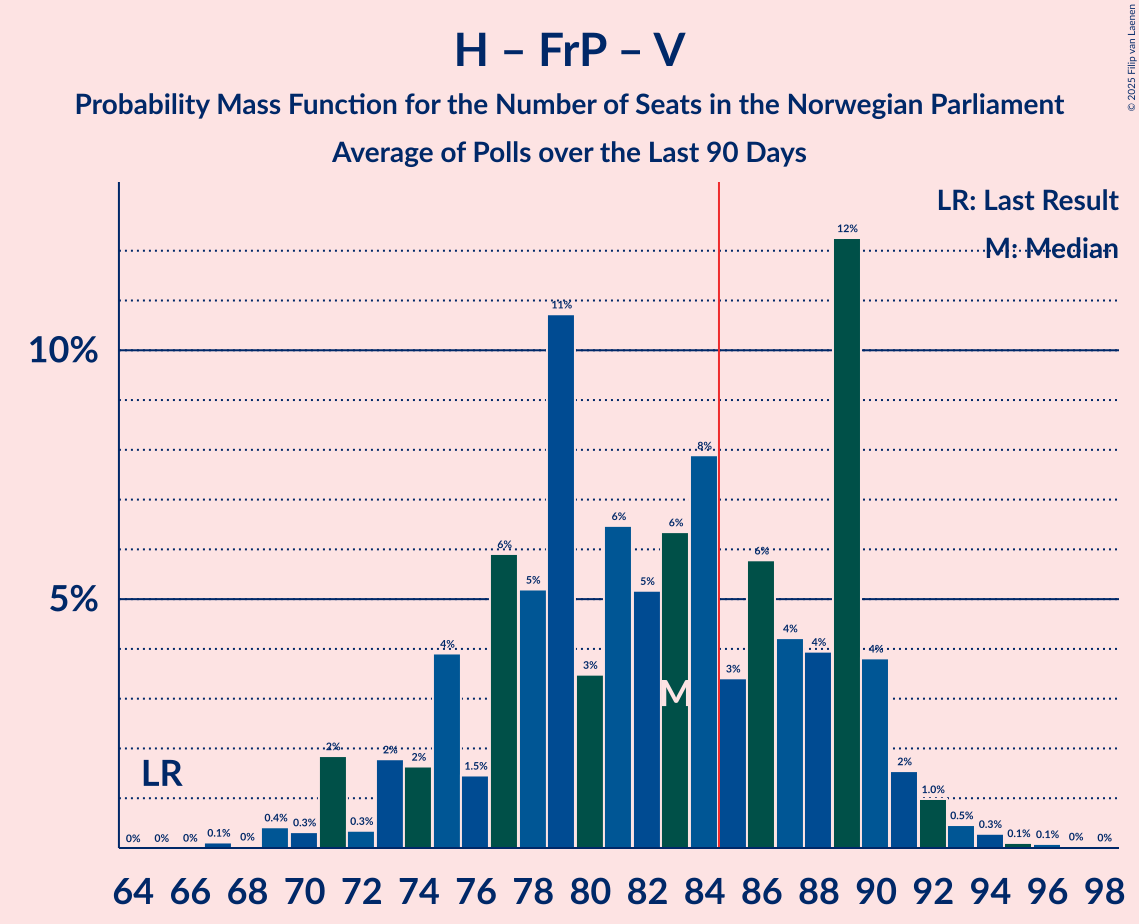 H – FrP – V
Probability Mass Function for the Number of Seats in the Norwegian Parliament
Average of Polls over the Last 90 Days
© 2025 Filip van Laenen
LR: Last Result
M: Median
12%
11%
10%
8%
6% 6% 6% 6%
5% 5%
5%
4% 4% 4% 4%
3% 3%
M
2% 2% 2% 1.5% 2%
LR
1.0%
0% 0% 0% 0.1% 0% 0.4% 0.3% 0.3% 0.5% 0.3% 0.1% 0.1% 0% 0%
64 66 68 70 72 74 76 78 80 82 84 86 88 90 92 94 96 98